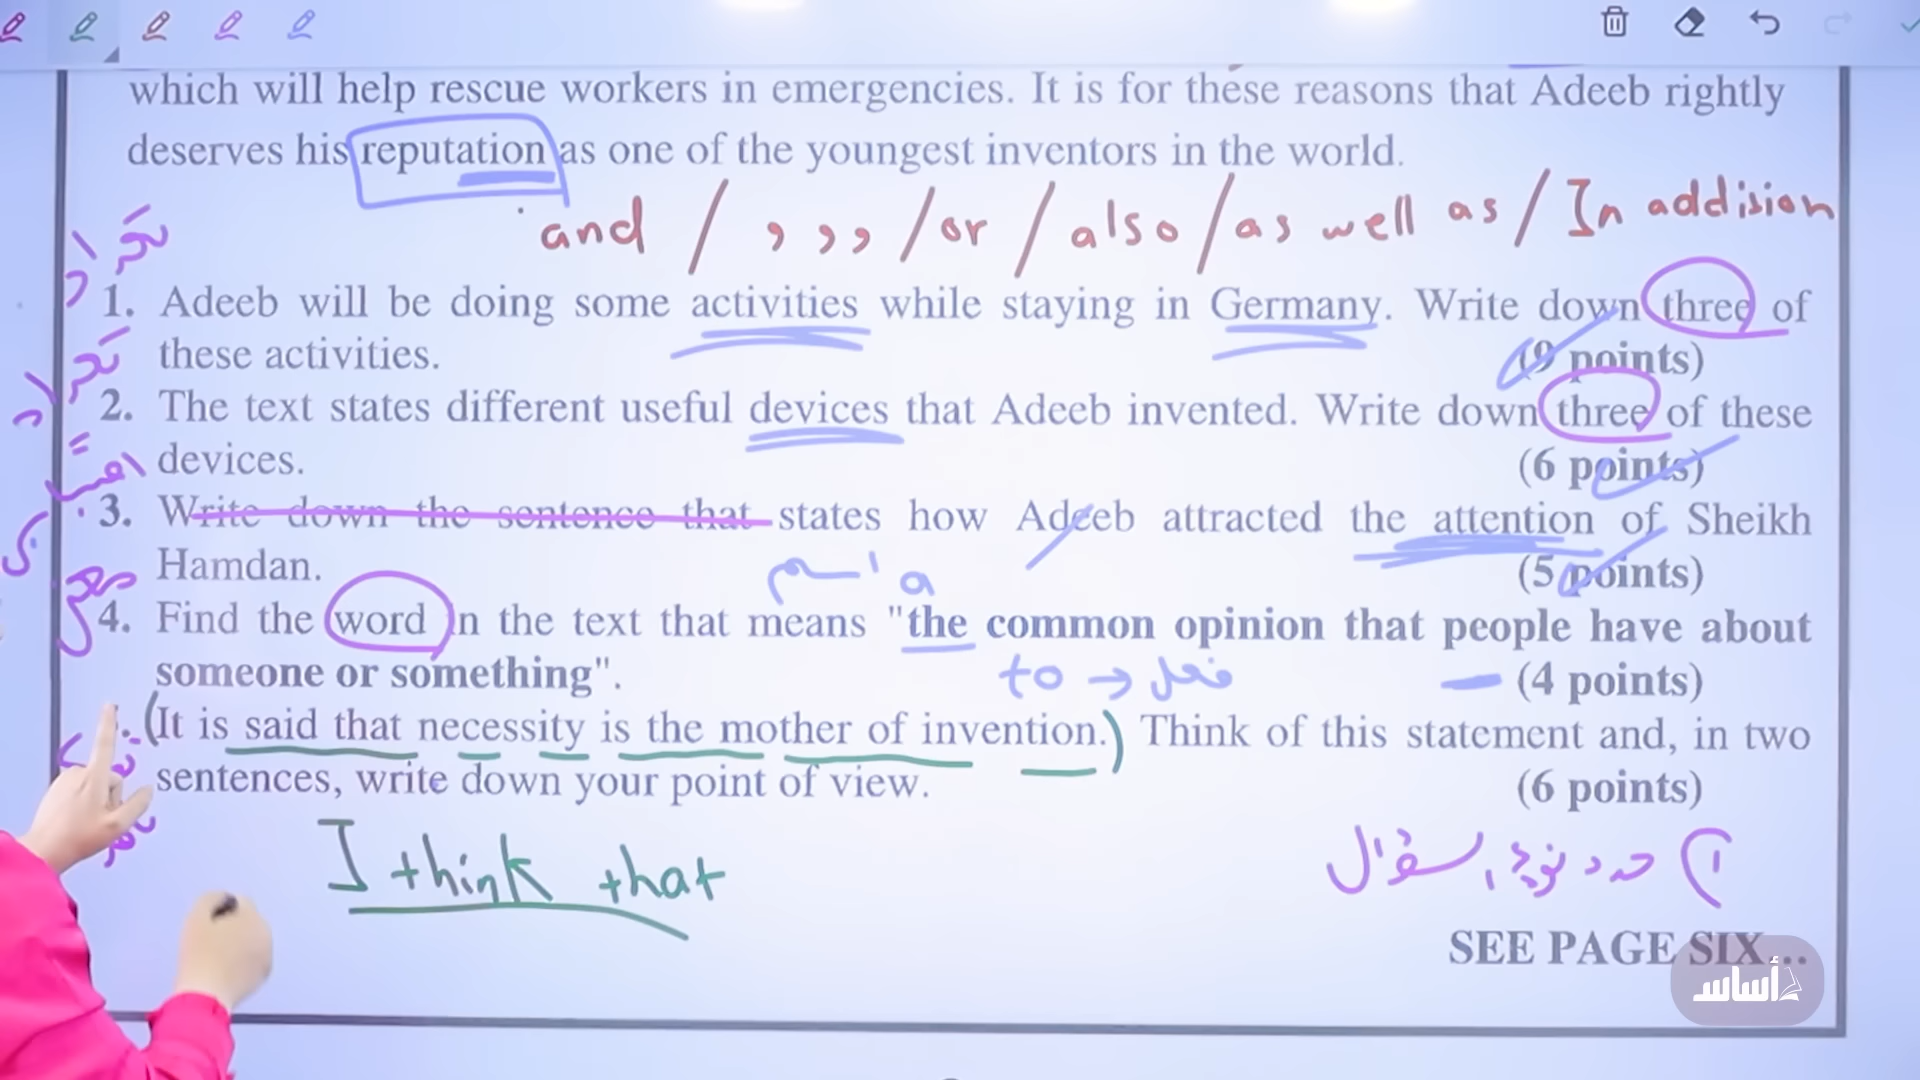 which will help rescue workers in emergencies. It is for these reasons that Adeeb rightly
deserves his reputation as one of the youngest inventors in the world.
and / , , , / or / also / as well as / In addision
1. Adeeb will be doing some activities while staying in Germany. Write down three of
these activities. (9 points)
2. The text states different useful devices that Adeeb invented. Write down three of these
devices. (6 points)
3. Write down the sentence that states how Adeeb attracted the attention of Sheikh
Hamdan. (5 points)
a
4. Find the word in the text that means "the common opinion that people have about
someone or something". (4 points)
to → فعل
(It is said that necessity is the mother of invention.) Think of this statement and, in two
sentences, write down your point of view. (6 points)
I think that
SEE PAGE SIX...
أساس